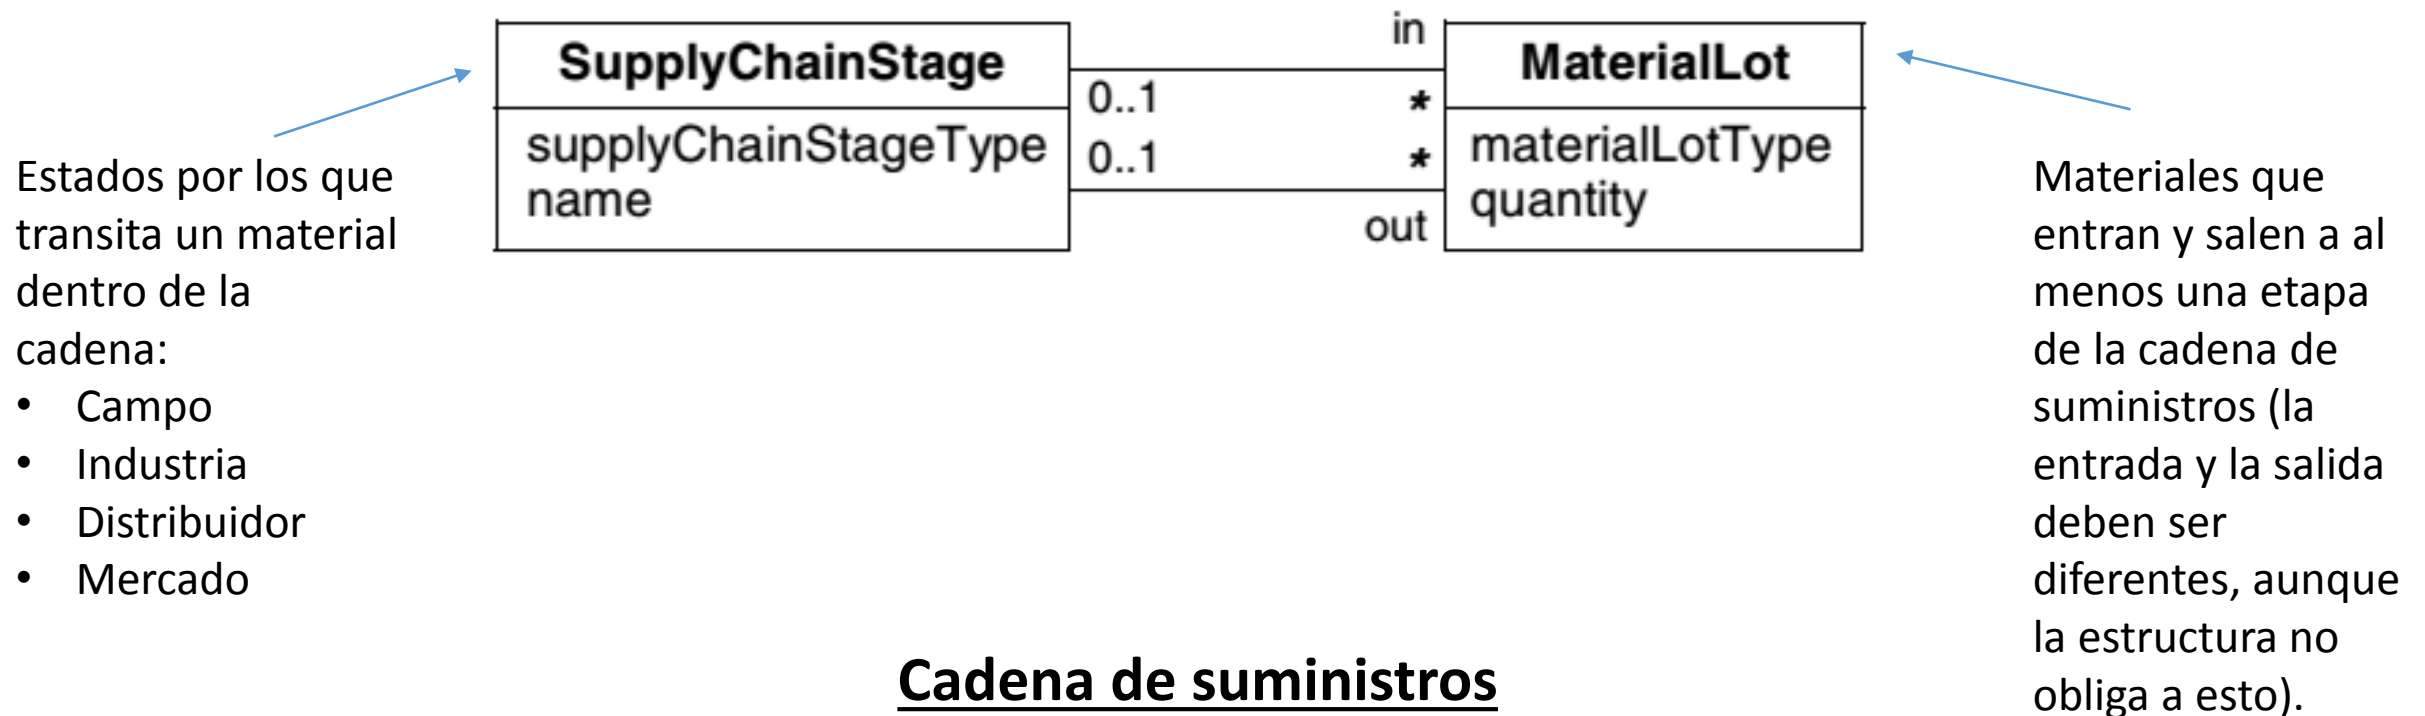 SupplyChainStage
supplyChainStageType
name
0..1
0..1
in
*
*
out
MaterialLot
materialLotType
quantity
Estados por los que
transita un material
dentro de la
cadena:
• Campo
• Industria
• Distribuidor
• Mercado
Materiales que
entran y salen a al
menos una etapa
de la cadena de
suministros (la
entrada y la salida
deben ser
diferentes, aunque
la estructura no
obliga a esto).
Cadena de suministros